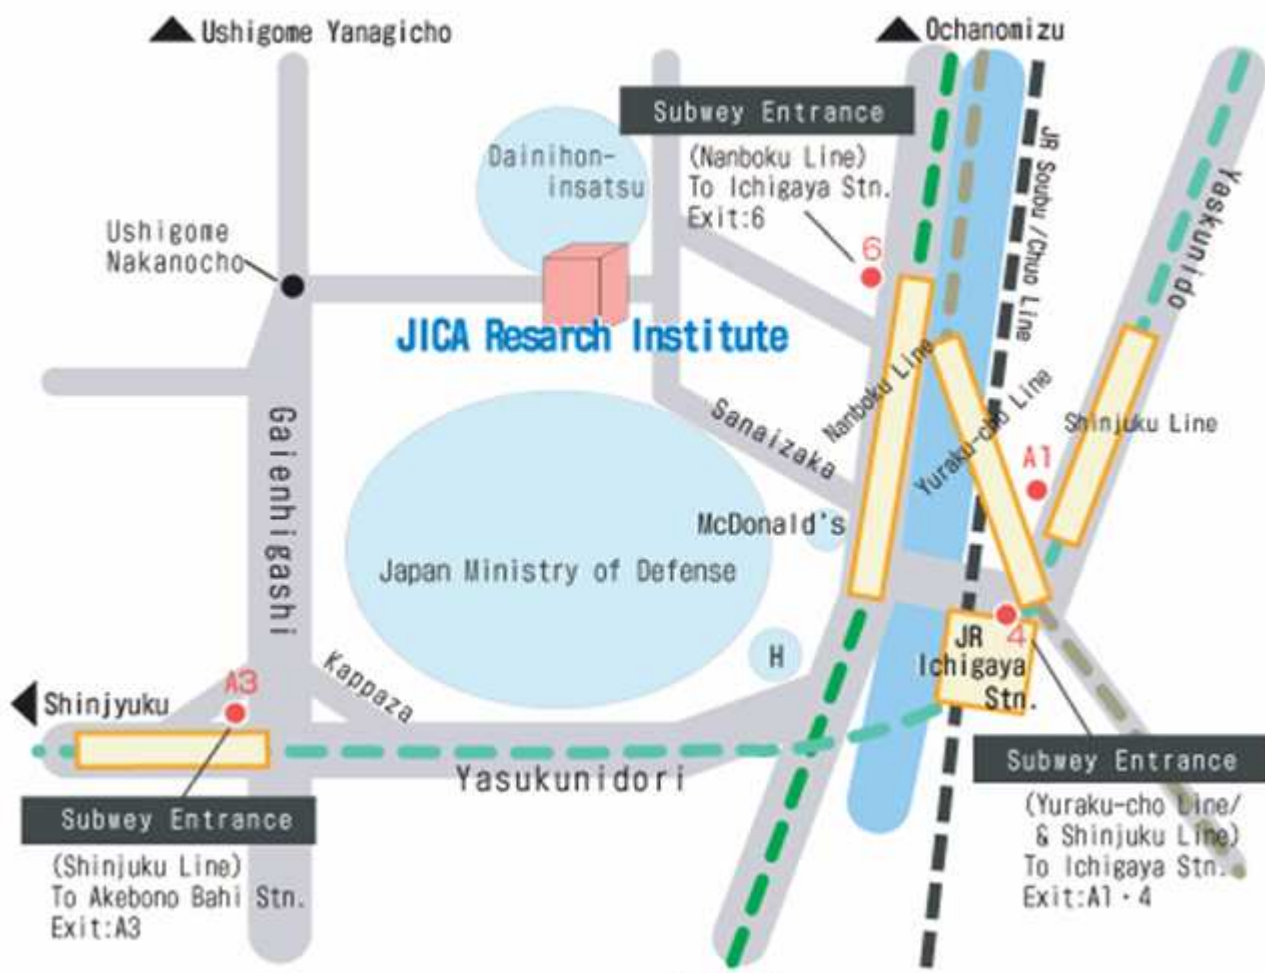 Ushigome Yanagicho
Ochanomizu
Subwey Entrance
(Nanboku Line)
To Ichigaya Stn.
Exit:6
Dainihon-
insatsu
JR Soubu /Chuo Line
Yaskunido
Ushigome
Nakanocho
6
JICA Resarch Institute
Nanboku Line
Yuraku-cho Line
Shinjuku Line
Gaienhigashi
Sanaizaka
A1
McDonald's
Japan Ministry of Defense
H
4
JR
Ichigaya
Stn.
Kappaza
A3
Shinjyuku
Yasukunidori
Subwey Entrance
(Yuraku-cho Line/
& Shinjuku Line)
To Ichigaya Stn.
Exit:A1・4
Subwey Entrance
(Shinjuku Line)
To Akebono Bahi Stn.
Exit:A3